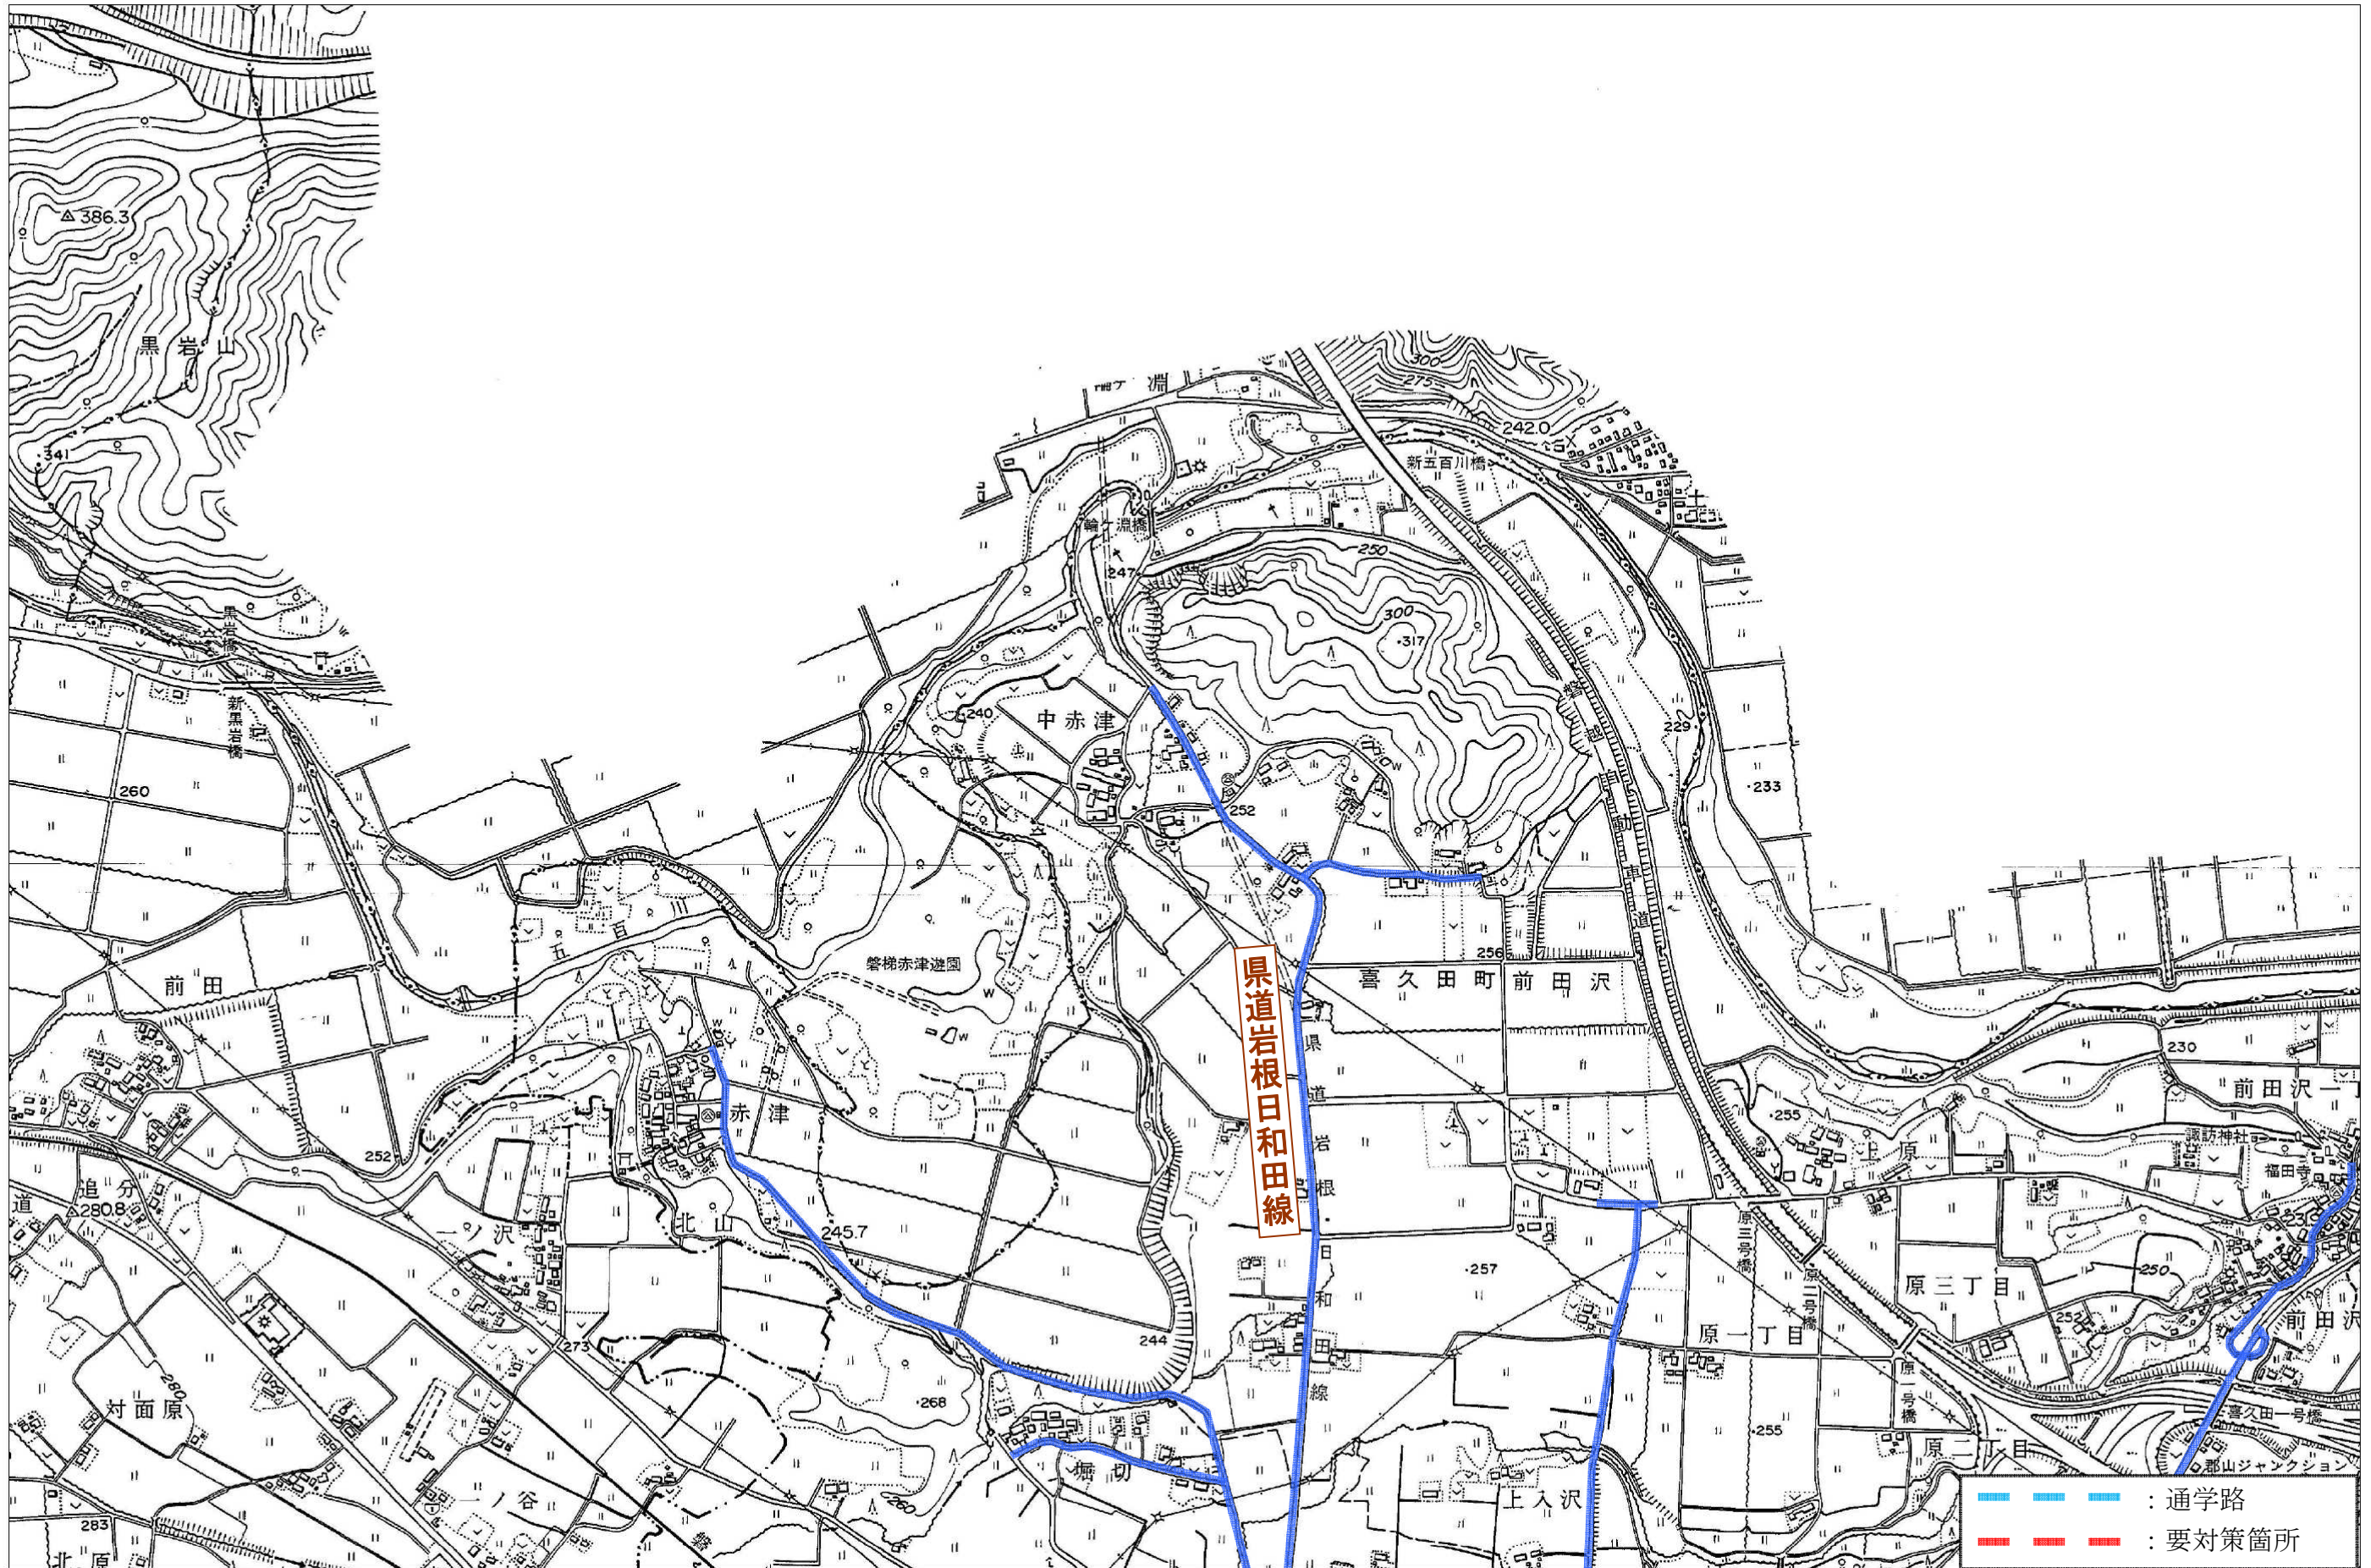 386.3
黒岩山
341
300
275
242.0
淵
新五百川橋
輪ケ淵橋
247
250
300
317
黒岩橋
新黒岩橋
240
中赤津
磐越自動車道
229
233
260
252
五百川
磐梯赤津遊園
256
喜久田町前田沢
前田
県道岩根日和田線
県道岩根日和田線
230
前田沢一丁
255
上原
諏訪神社
福田寺
赤津
252
追分
280.8
道
一ノ沢
北山
245.7
原三号橋
原二号橋
257
原三丁目
250
252
前田沢
244
原一丁目
273
280
対面原
268
原一号橋
喜久田一号橋
255
原二丁目
郡山ジャンクション
堀切
上入沢
一ノ谷
260
283
北原
：通学路
：要対策箇所